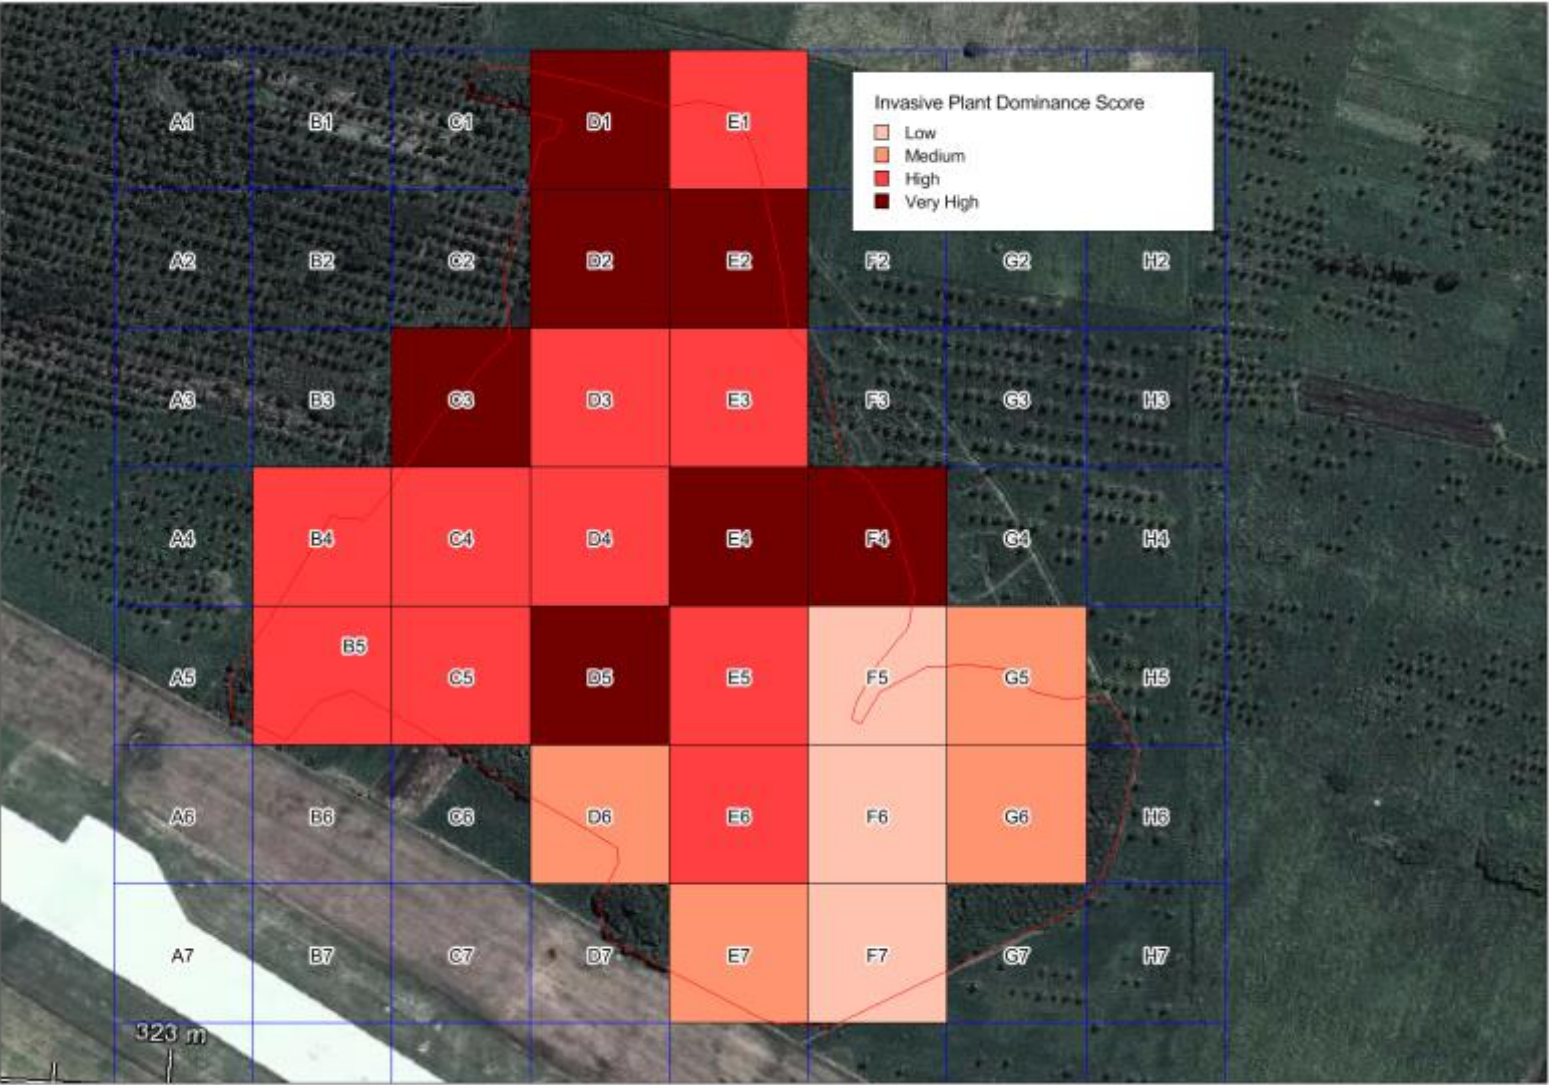 A1 B1 C1 D1 E1
Invasive Plant Dominance Score
Low
Medium
High
Very High
A2 B2 C2 D2 E2 F2 G2 H2
A3 B3 C3 D3 E3 F3 G3 H3
A4 B4 C4 D4 E4 F4 G4 H4
B5
A5 C5 D5 E5 F5 G5 H5
A6 B6 C6 D6 E6 F6 G6 H6
A7 B7 C7 D7 E7 F7 G7 H7
323 m